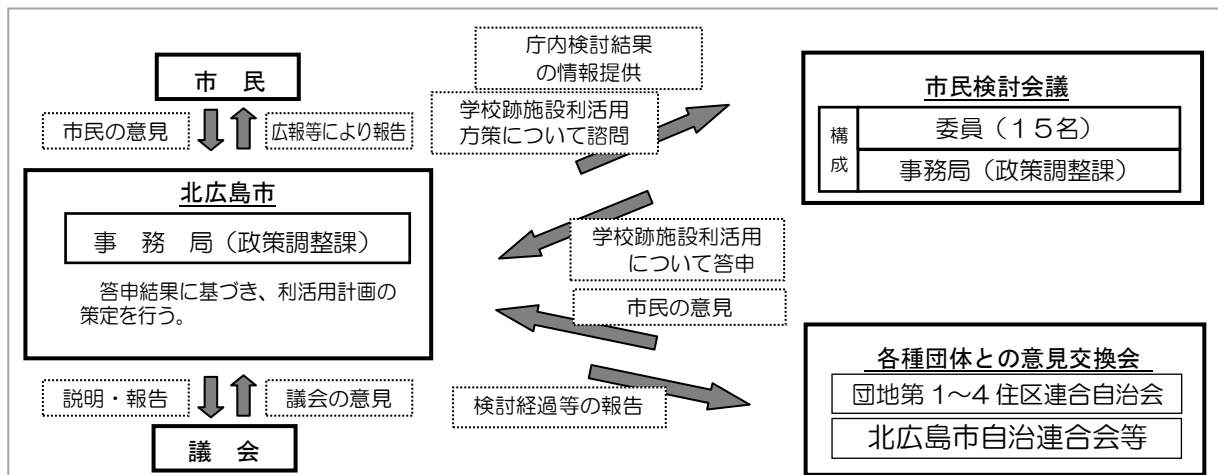 市　民
市民の意見
広報等により報告
北広島市
事　務　局（政策調整課）
答申結果に基づき、利活用計画の
策定を行う。
説明・報告
議会の意見
議　会
庁内検討結果
の情報提供
学校跡施設利活用
方策について諮問
学校跡施設利活用
について答申
市民の意見
検討経過等の報告
市民検討会議
構成
委員（１５名）
事務局（政策調整課）
各種団体との意見交換会
団地第１～４住区連合自治会
北広島市自治連合会等